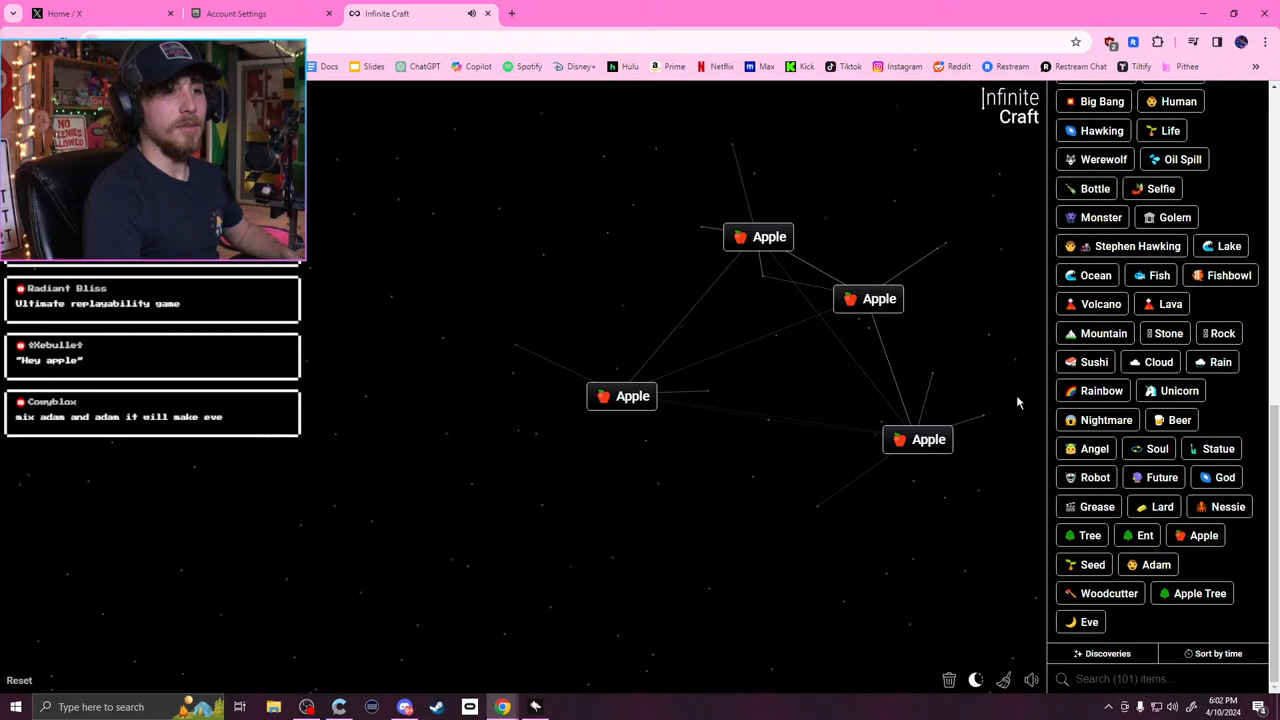 Home / X
Account Settings
Infinite Craft
Docs
Slides
ChatGPT
Copilot
Spotify
Disney+
Hulu
Prime
Netflix
Max
Kick
Tiktok
Instagram
Reddit
Restream
Restream Chat
Tiltify
Pithee
NO WEENIES ALLOWED
Infinite
Craft
Big Bang
Human
Hawking
Life
Werewolf
Oil Spill
Bottle
Selfie
Monster
Golem
Stephen Hawking
Lake
Ocean
Fish
Fishbowl
Volcano
Lava
Mountain
Stone
Rock
Sushi
Cloud
Rain
Rainbow
Unicorn
Nightmare
Beer
Angel
Soul
Statue
Robot
Future
God
Grease
Lard
Nessie
Tree
Ent
Apple
Seed
Adam
Woodcutter
Apple Tree
Eve
Discoveries
Sort by time
Search (101) items...
Apple
Apple
Apple
Apple
Radiant Bliss
Ultimate replayability game
Xebulle
"Hey apple"
Cowyblox
mix adam and adam it will make eve
Reset
Type here to search
6:02 PM
4/10/2024